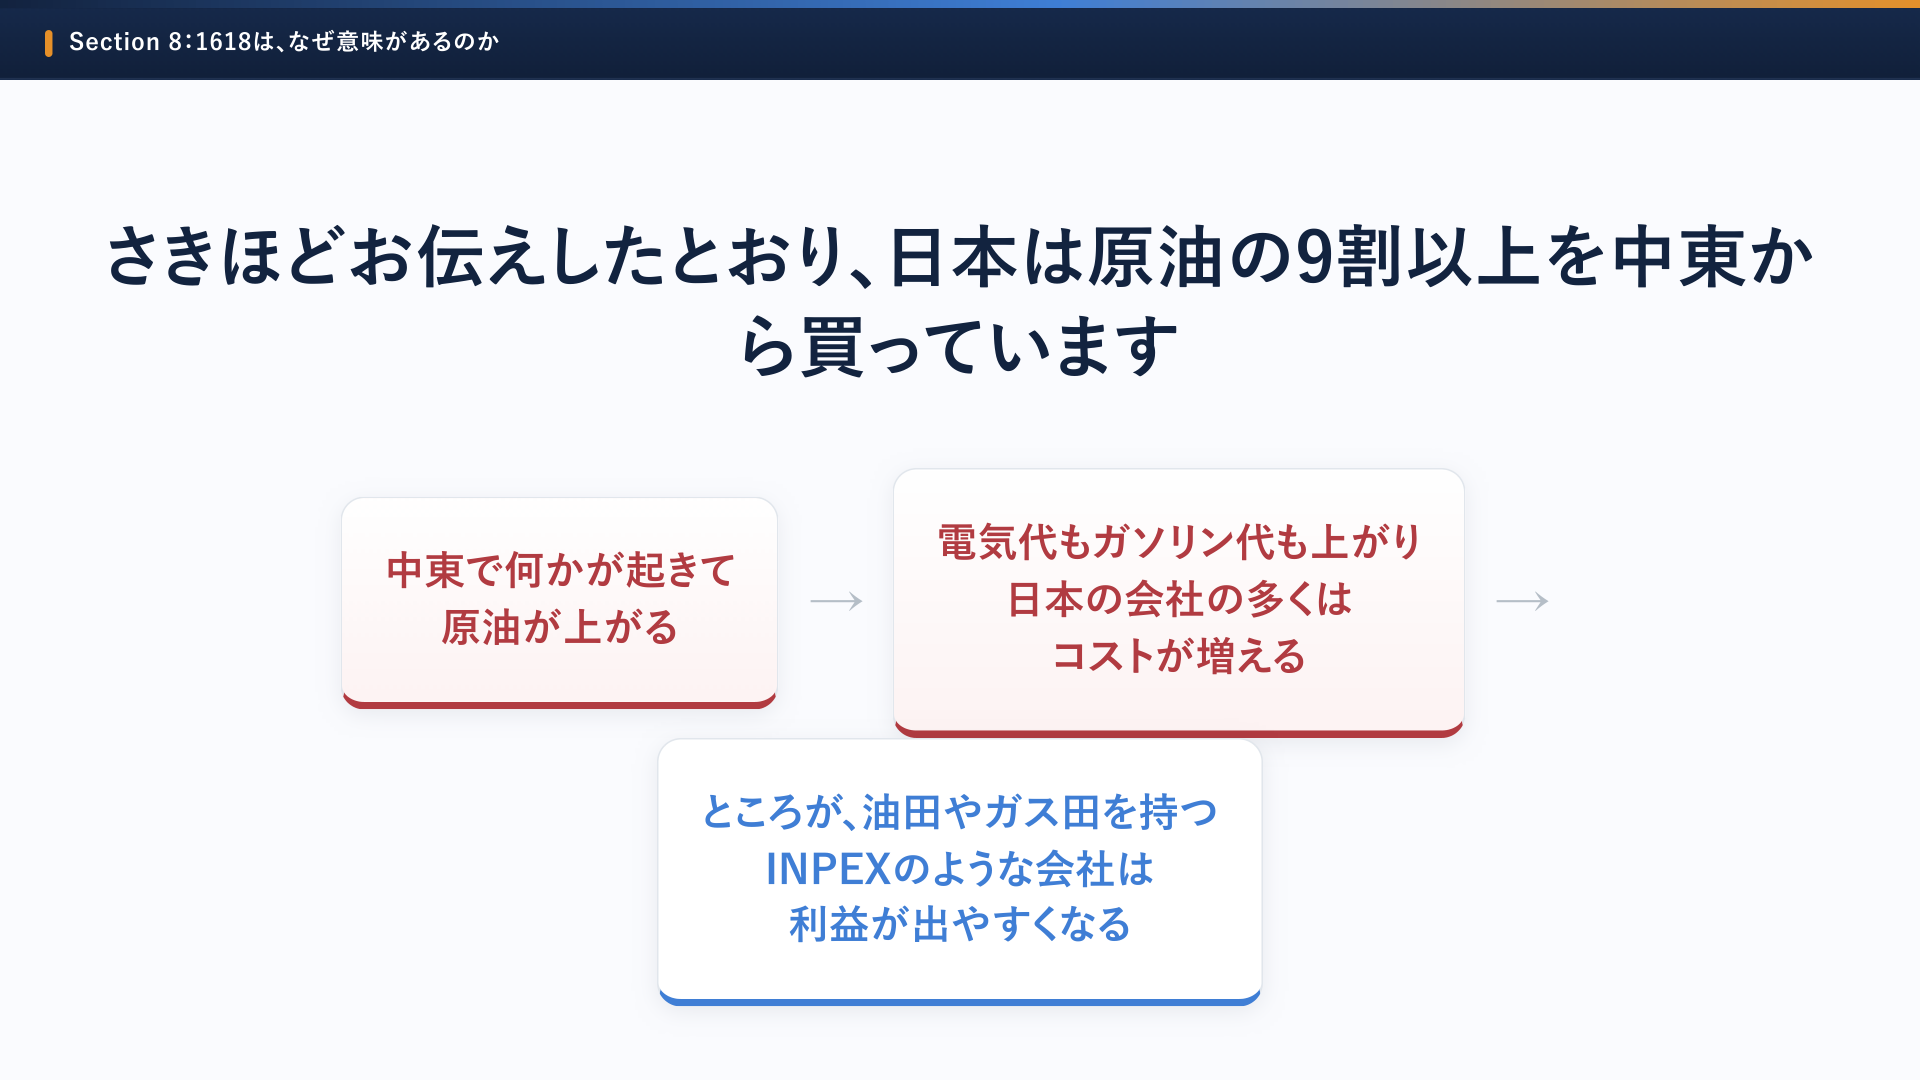 Section 8：1618は、なぜ意味があるのか
さきほどお伝えしたとおり、日本は原油の9割以上を中東か
ら買っています
中東で何かが起きて
原油が上がる
→
電気代もガソリン代も上がり
日本の会社の多くは
コストが増える
→
ところが、油田やガス田を持つ
INPEXのような会社は
利益が出やすくなる